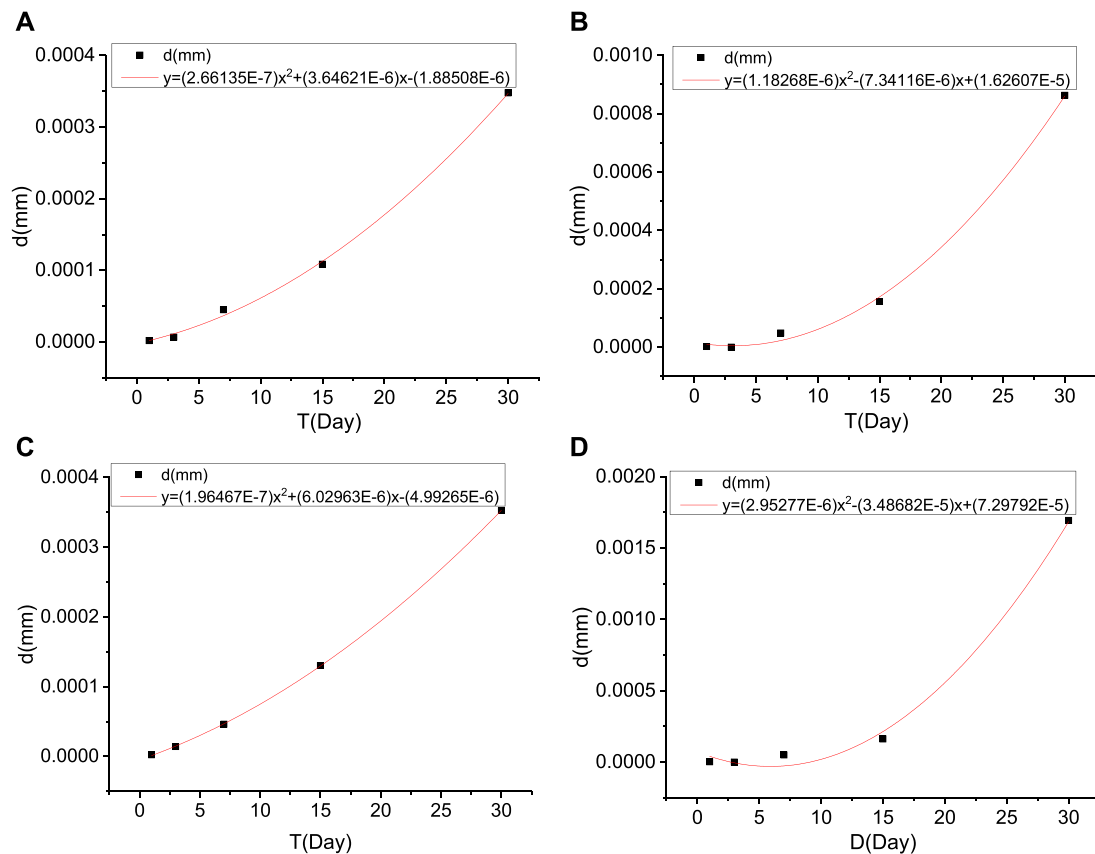 A
d(mm)
y=(2.66135E-7)x²+(3.64621E-6)x-(1.88508E-6)
0.0004
0.0003
0.0002
0.0001
0.0000
d(mm)
0 5 10 15 20 25 30
T(Day)
B
d(mm)
y=(1.18268E-6)x²-(7.34116E-6)x+(1.62607E-5)
0.0010
0.0008
0.0006
0.0004
0.0002
0.0000
d(mm)
0 5 10 15 20 25 30
T(Day)
C
d(mm)
y=(1.96467E-7)x²+(6.02963E-6)x-(4.99265E-6)
0.0004
0.0003
0.0002
0.0001
0.0000
d(mm)
0 5 10 15 20 25 30
T(Day)
D
d(mm)
y=(2.95277E-6)x²-(3.48682E-5)x+(7.29792E-5)
0.0020
0.0015
0.0010
0.0005
0.0000
d(mm)
0 5 10 15 20 25 30
D(Day)